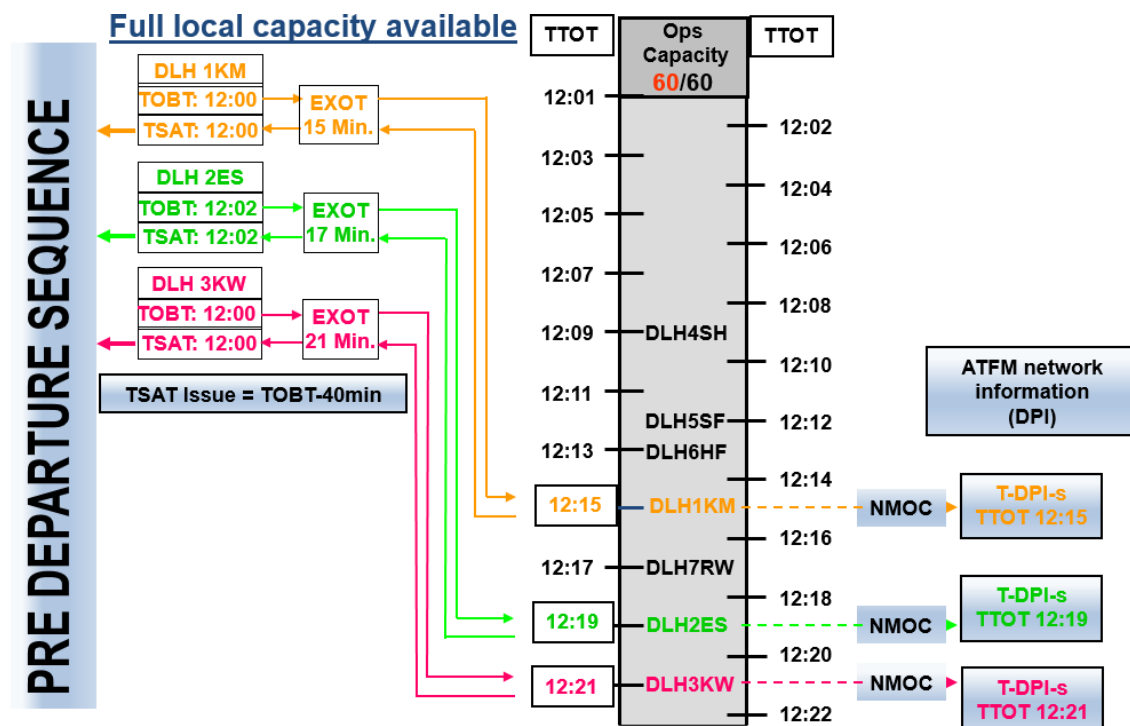 PRE DEPARTURE SEQUENCE
Full local capacity available
DLH 1KM
TOBT: 12:00
TSAT: 12:00
EXOT
15 Min.
DLH 2ES
TOBT: 12:02
TSAT: 12:02
EXOT
17 Min.
DLH 3KW
TOBT: 12:00
TSAT: 12:00
EXOT
21 Min.
TSAT Issue = TOBT-40min
TTOT
Ops
Capacity
60/60
TTOT
12:01
12:02
12:03
12:04
12:05
12:06
12:07
12:08
12:09
DLH4SH
12:10
12:11
DLH5SF
12:12
12:13
DLH6HF
12:14
12:15
DLH1KM
12:16
12:17
DLH7RW
12:18
12:19
DLH2ES
12:20
12:21
DLH3KW
12:22
ATFM network
information
(DPI)
NMOC
T-DPI-s
TTOT 12:15
NMOC
T-DPI-s
TTOT 12:19
NMOC
T-DPI-s
TTOT 12:21